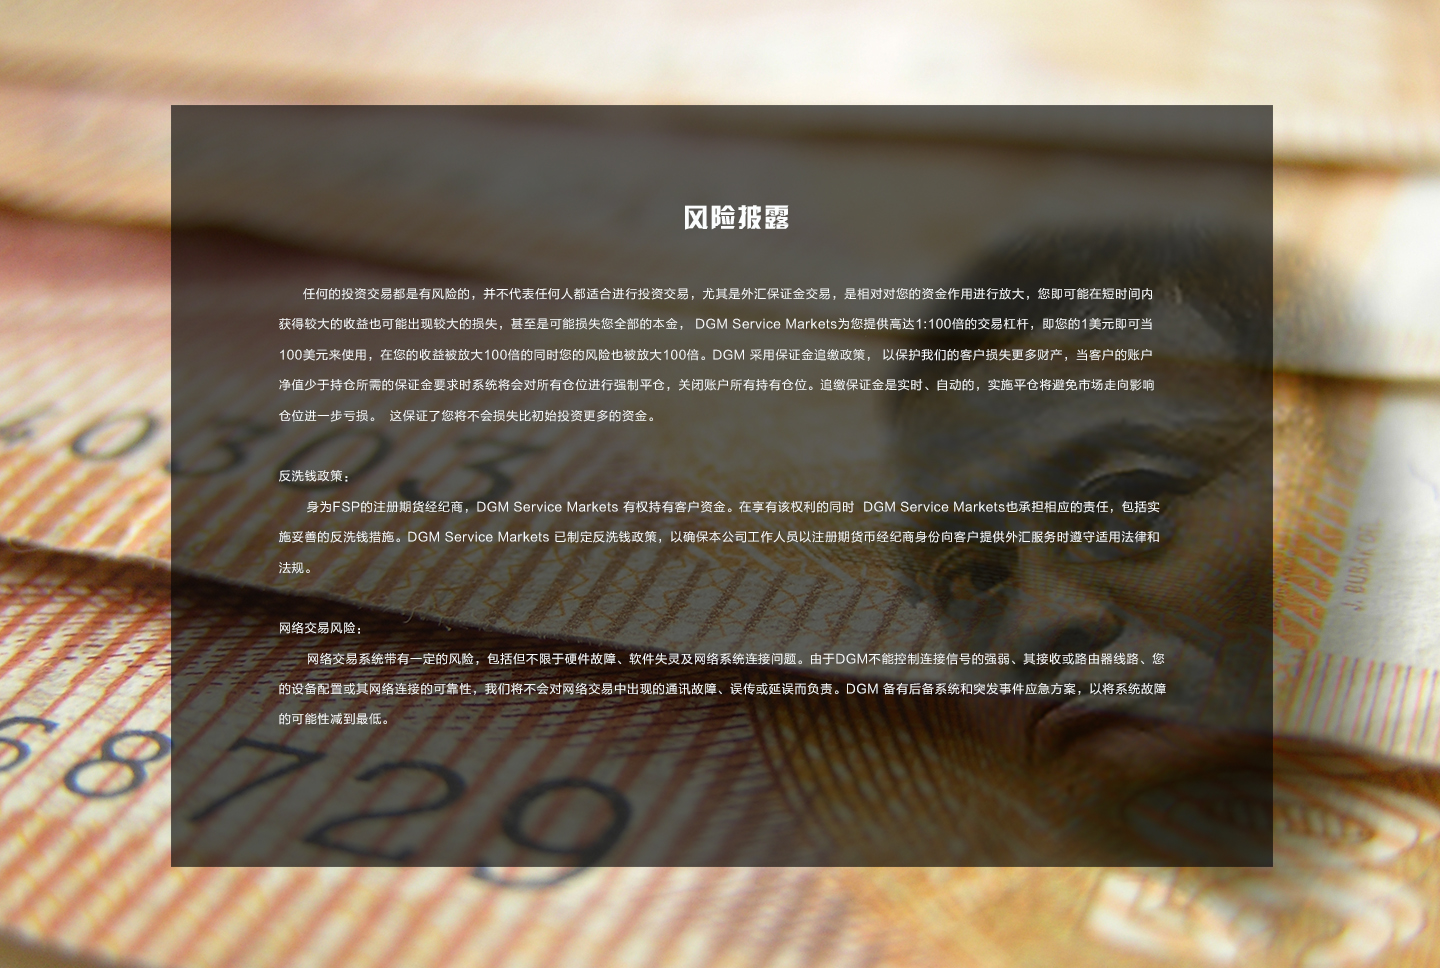 风险披露
任何的投资交易都是有风险的，并不代表任何人都适合进行投资交易，尤其是外汇保证金交易，是相对对您的资金作用进行放大，您即可能在短时间内
获得较大的收益也可能出现较大的损失，甚至是可能损失您全部的本金， DGM Service Markets为您提供高达1:100倍的交易杠杆，即您的1美元即可当
100美元来使用，在您的收益被放大100倍的同时您的风险也被放大100倍。DGM 采用保证金追缴政策， 以保护我们的客户损失更多财产，当客户的账户
净值少于持仓所需的保证金要求时系统将会对所有仓位进行强制平仓，关闭账户所有持有仓位。追缴保证金是实时、自动的，实施平仓将避免市场走向影响
仓位进一步亏损。 这保证了您将不会损失比初始投资更多的资金。
反洗钱政策；
身为FSP的注册期货经纪商，DGM Service Markets 有权持有客户资金。在享有该权利的同时 DGM Service Markets也承担相应的责任，包括实
施妥善的反洗钱措施。DGM Service Markets 已制定反洗钱政策，以确保本公司工作人员以注册期货币经纪商身份向客户提供外汇服务时遵守适用法律和
法规。
网络交易风险；
网络交易系统带有一定的风险，包括但不限于硬件故障、软件失灵及网络系统连接问题。由于DGM不能控制连接信号的强弱、其接收或路由器线路、您
的设备配置或其网络连接的可靠性，我们将不会对网络交易中出现的通讯故障、误传或延误而负责。DGM 备有后备系统和突发事件应急方案，以将系统故障
的可能性减到最低。
40303
68729